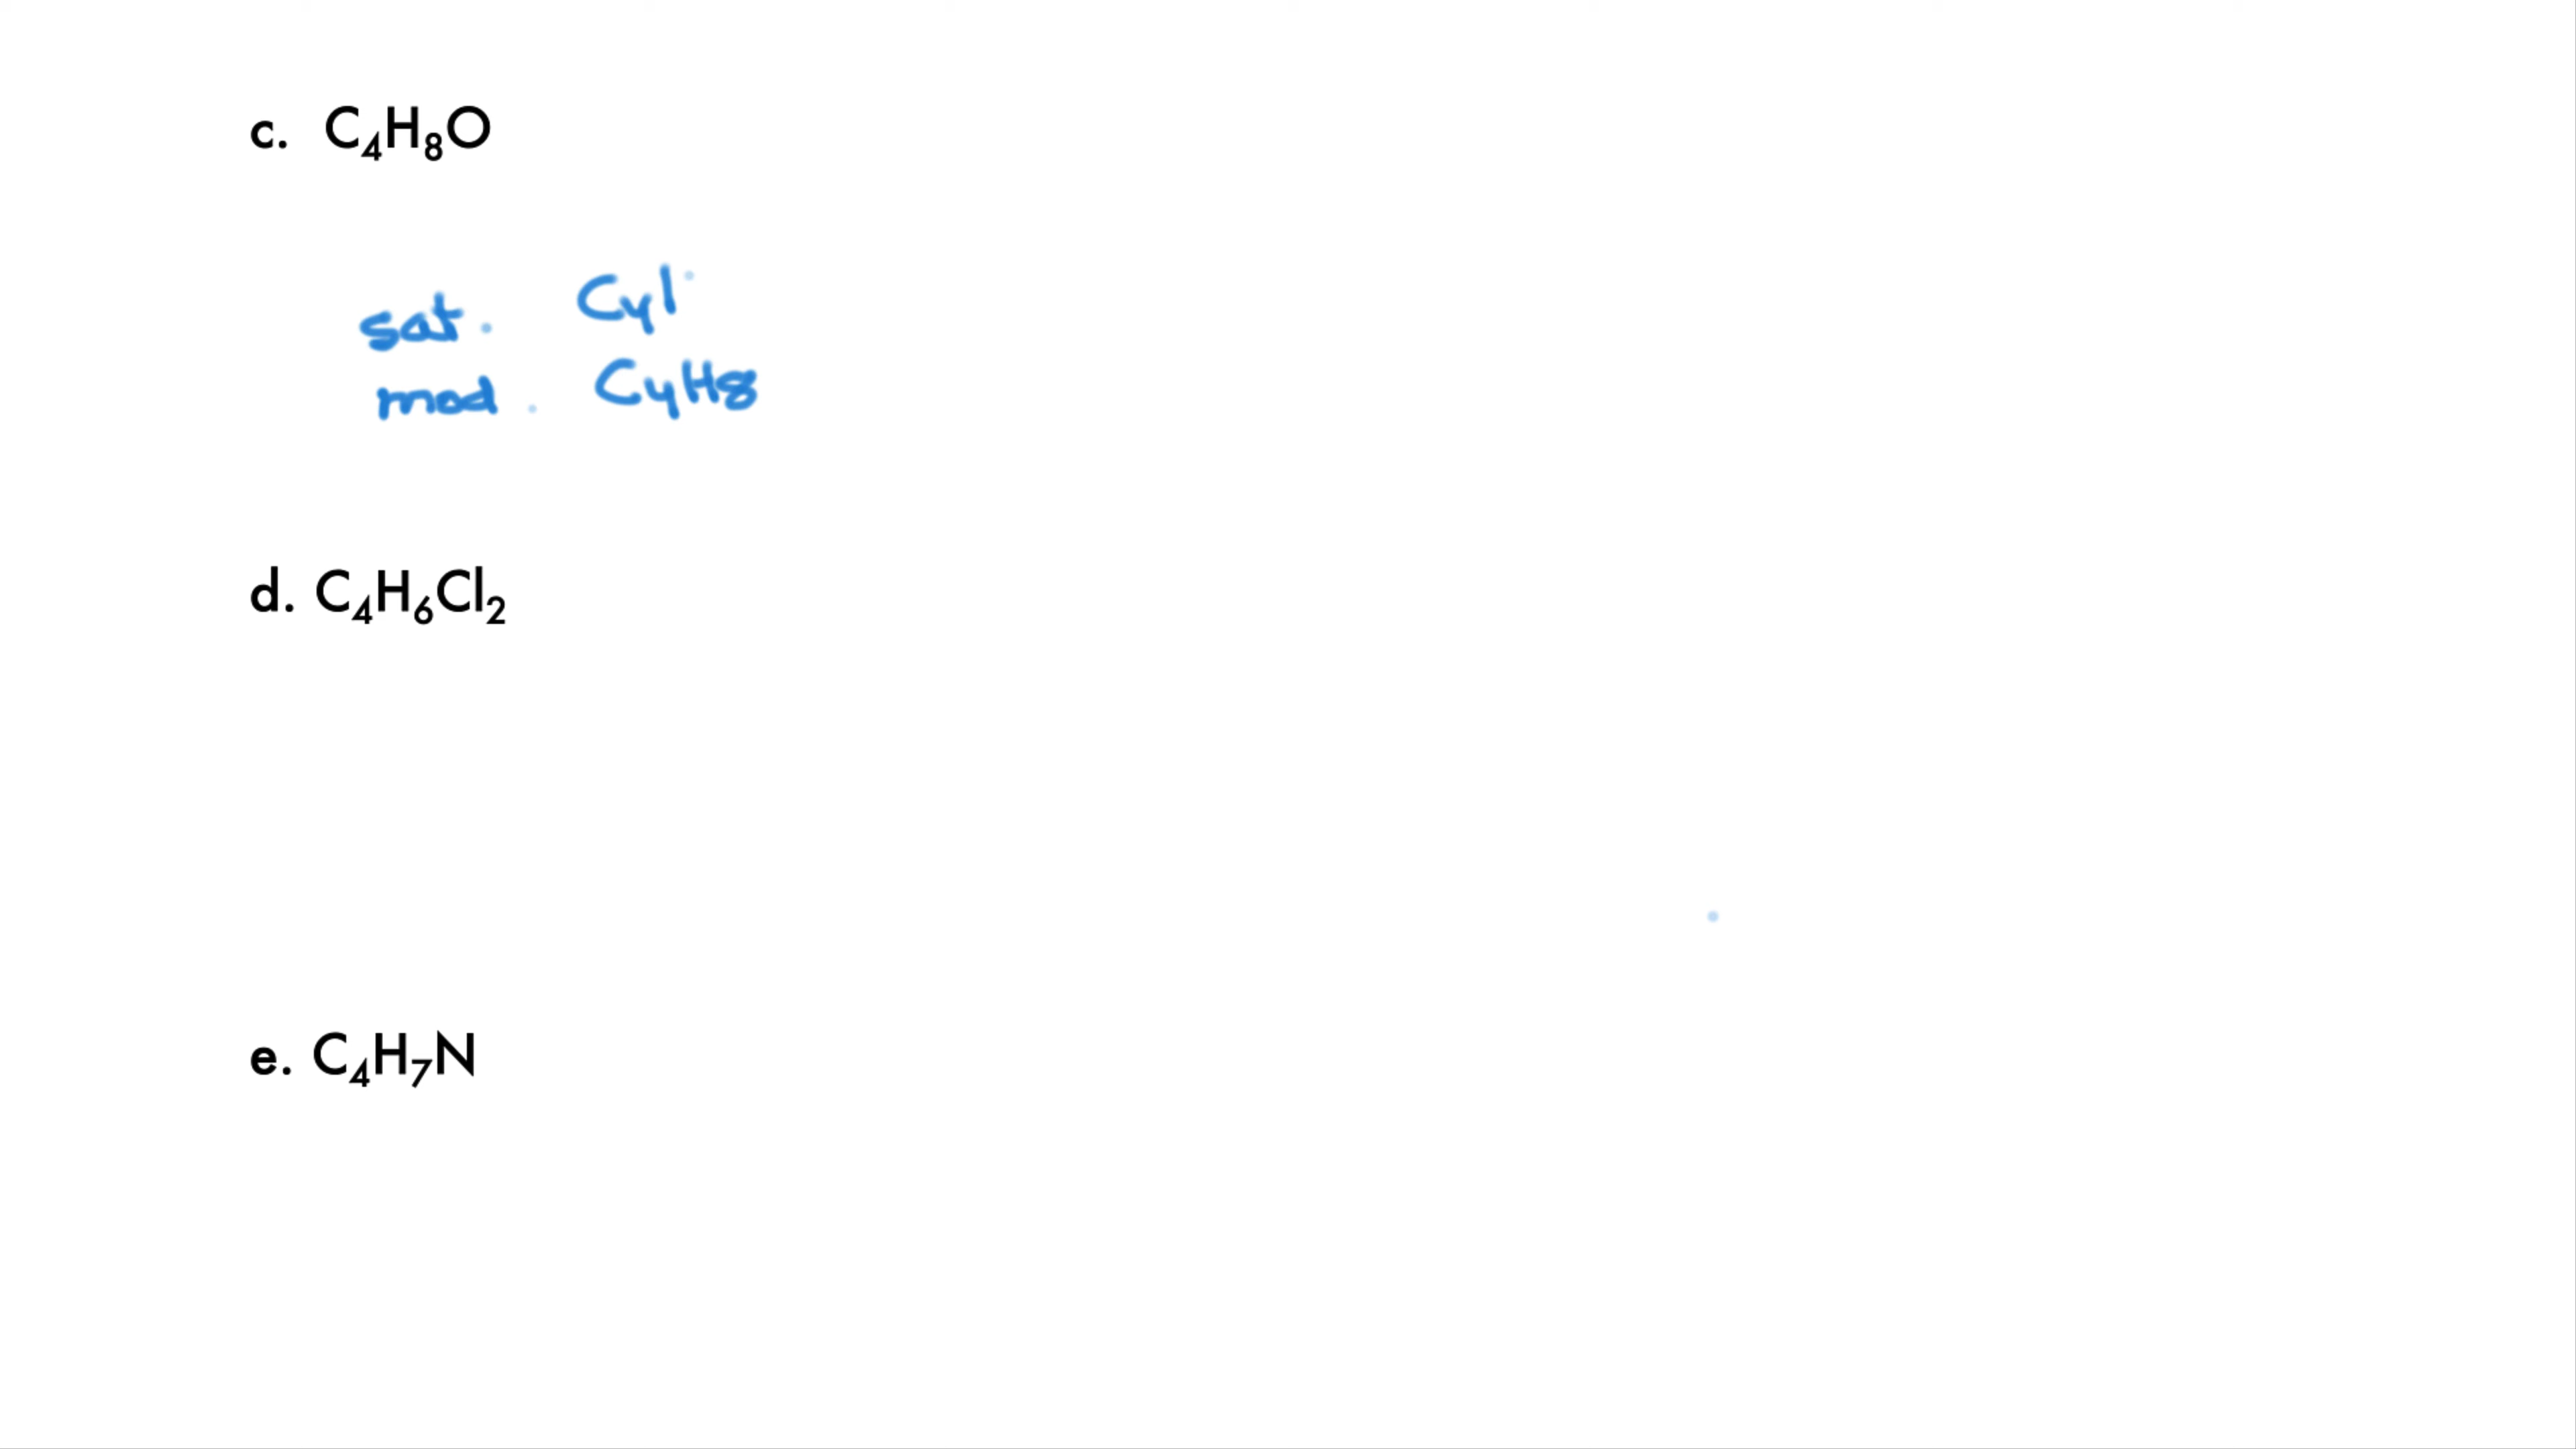 c. C₄H₈O
sat. C4
mod. C4H8
d. C₄H₆Cl₂
e. C₄H₇N